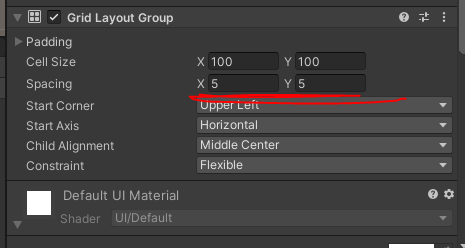 Grid Layout Group
Padding
Cell Size X 100 Y 100
Spacing X 5 Y 5
Start Corner Upper Left
Start Axis Horizontal
Child Alignment Middle Center
Constraint Flexible
Default UI Material
Shader UI/Default